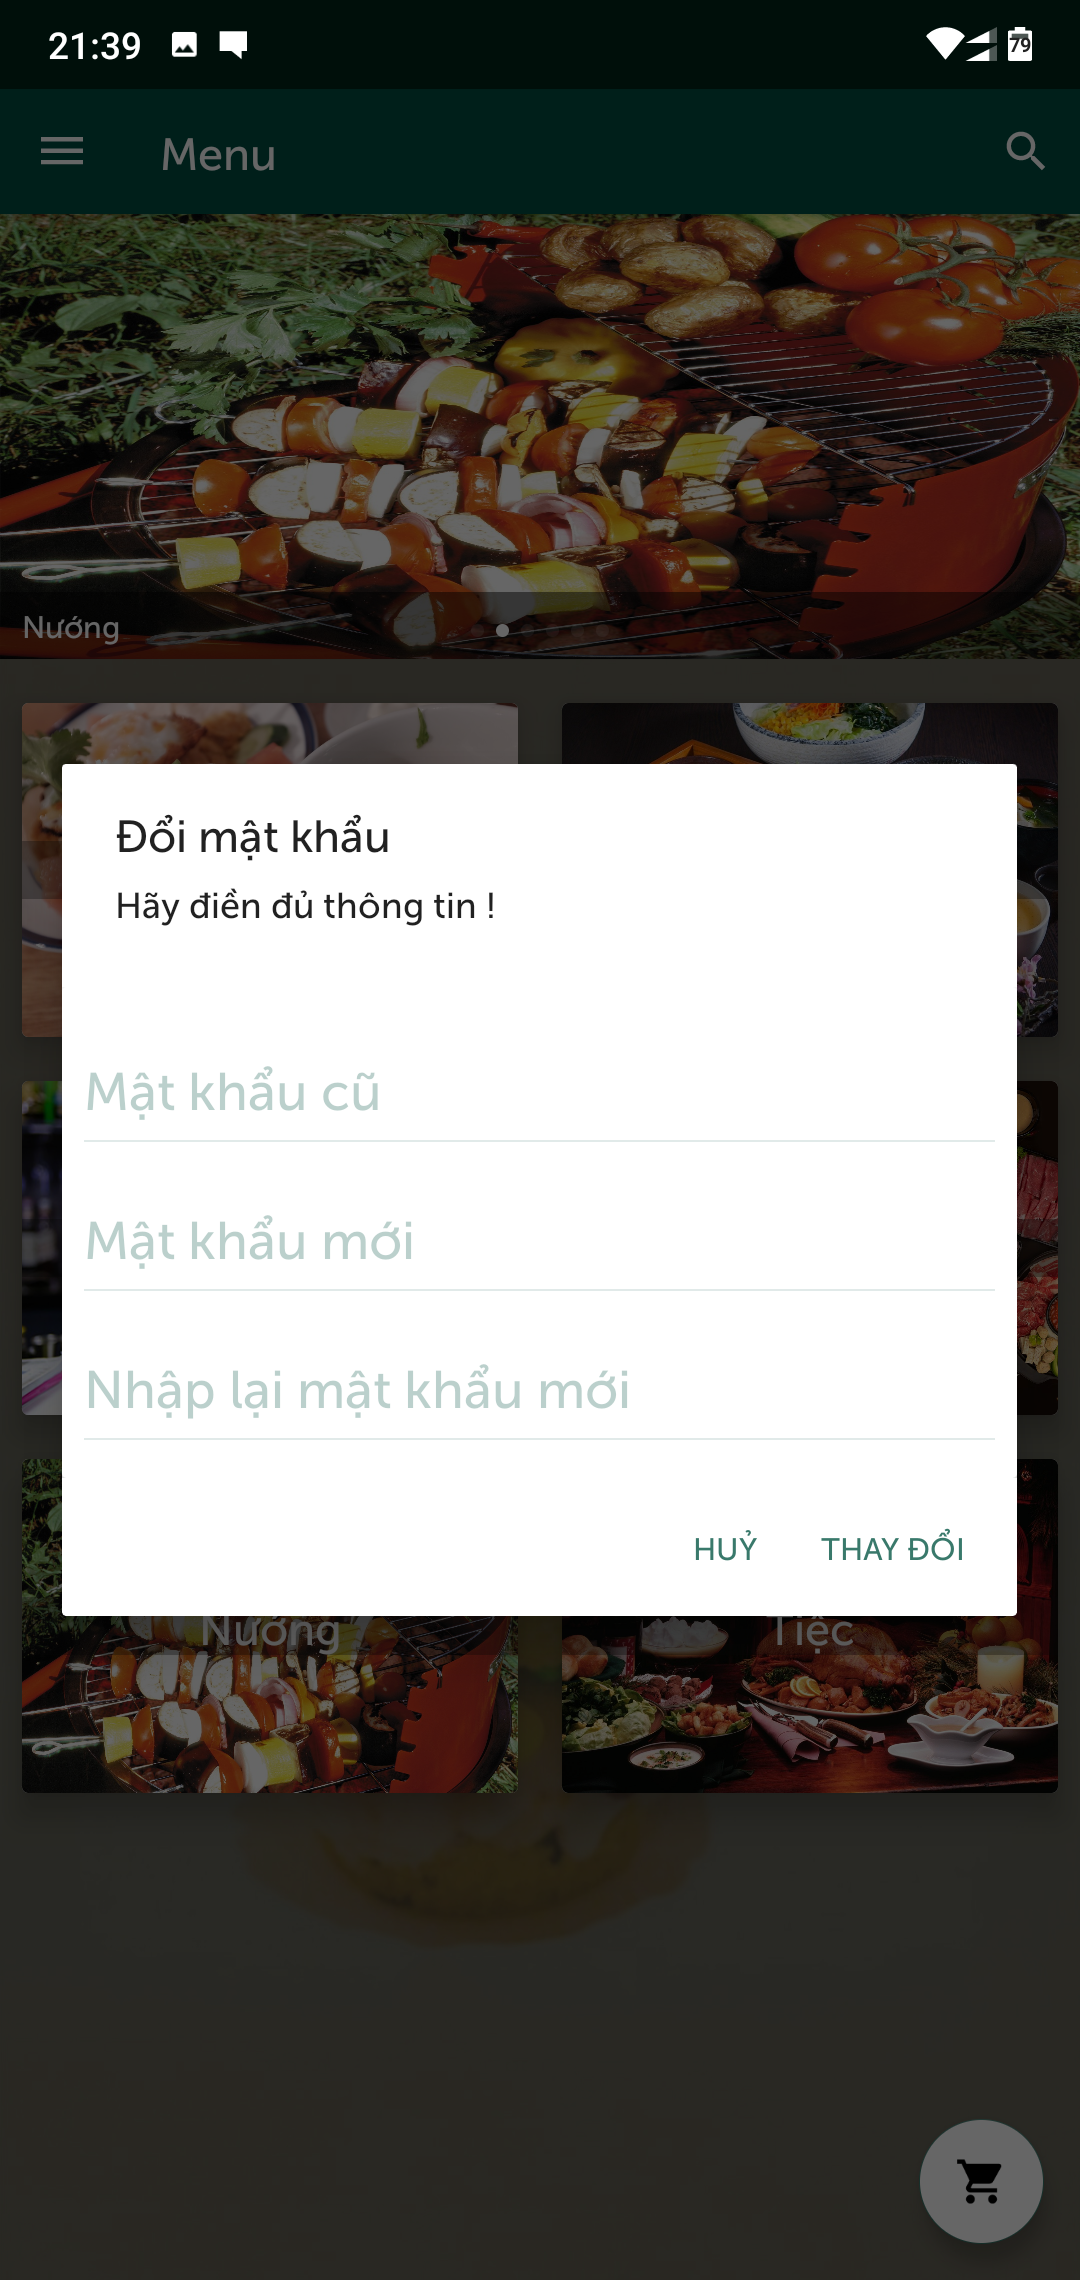 21:39
79
Menu
Nướng
Đổi mật khẩu
Hãy điền đủ thông tin !
Mật khẩu cũ
Mật khẩu mới
Nhập lại mật khẩu mới
HUỶ THAY ĐỔI
Nướng Tiệc